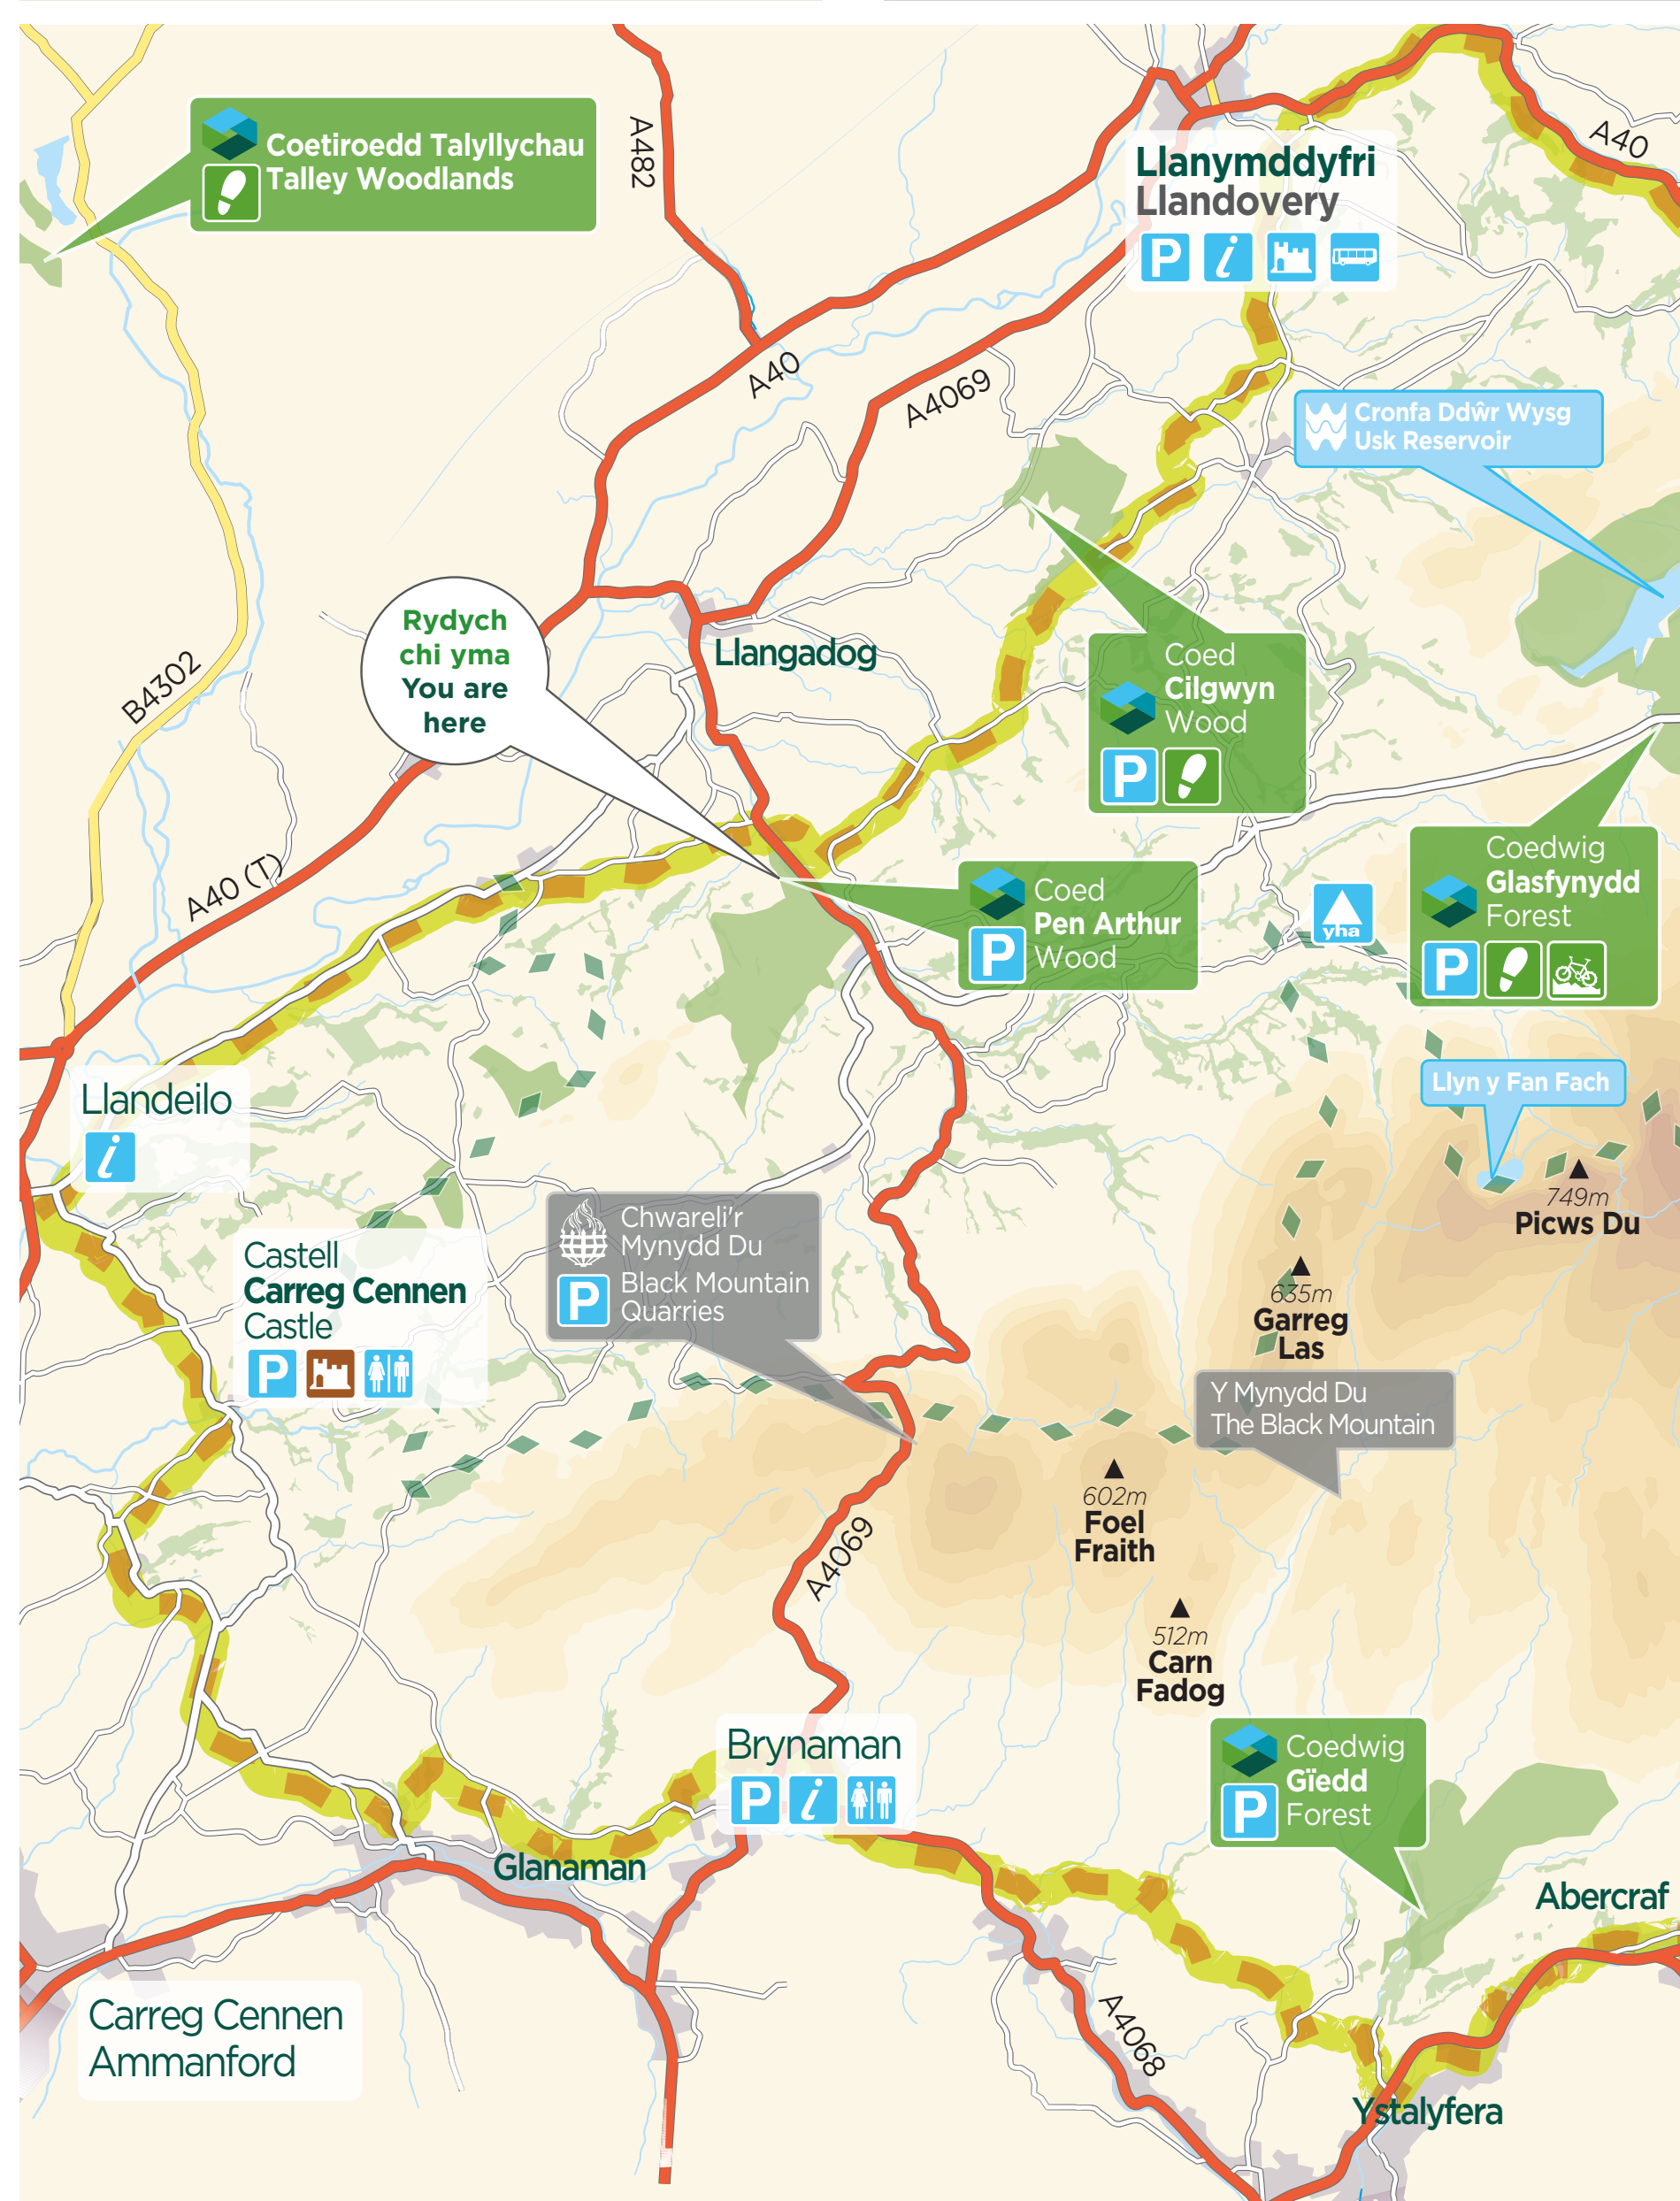 Coetiroedd Talyllychau
Talley Woodlands
A482
A40
Llanymddyfri
Llandovery
P i
A40
A4069
Cronfa Ddŵr Wysg
Usk Reservoir
Rydych
chi yma
You are
here
Llangadog
B4302
Coed
Cilgwyn
Wood
P
A40 (T)
Coed
Pen Arthur
Wood
P
yha
Coedwig
Glasfynydd
Forest
P
Llandeilo
i
Llyn y Fan Fach
749m
Picws Du
Castell
Carreg Cennen
Castle
P
Chwareli'r
Mynydd Du
Black Mountain
Quarries
P
635m
Garreg
Las
Y Mynydd Du
The Black Mountain
602m
Foel
Fraith
A4069
512m
Carn
Fadog
Brynaman
P i
Coedwig
Gïedd
Forest
P
Glanaman
Abercraf
Carreg Cennen
Ammanford
A4068
Ystalyfera